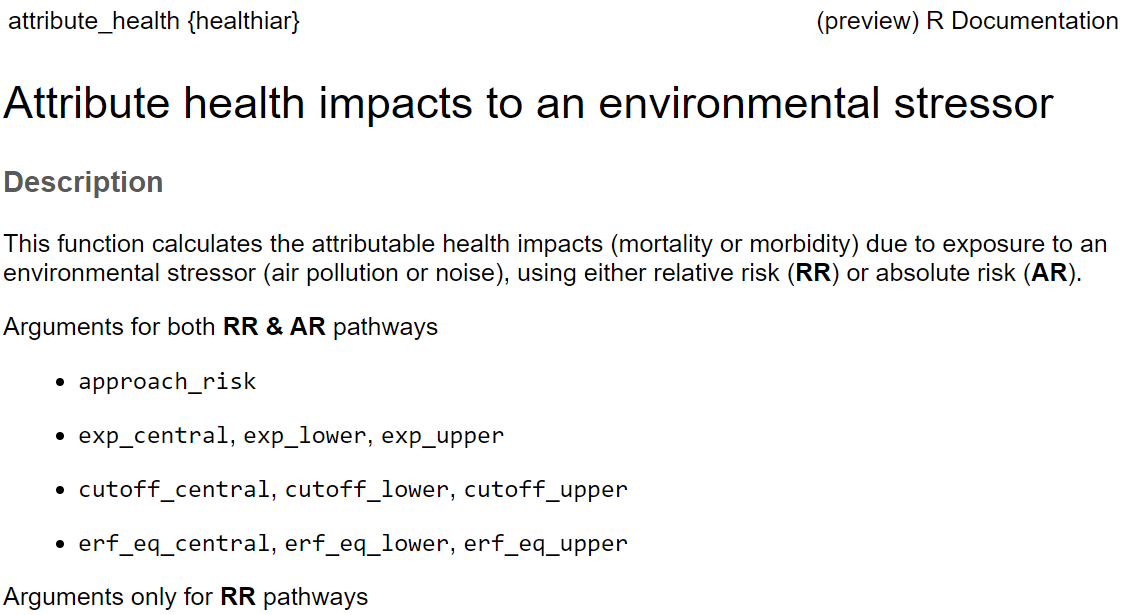 attribute_health {healthiar}
(preview) R Documentation
Attribute health impacts to an environmental stressor
Description
This function calculates the attributable health impacts (mortality or morbidity) due to exposure to an
environmental stressor (air pollution or noise), using either relative risk (RR) or absolute risk (AR).
Arguments for both RR & AR pathways
• approach_risk
• exp_central, exp_lower, exp_upper
• cutoff_central, cutoff_lower, cutoff_upper
• erf_eq_central, erf_eq_lower, erf_eq_upper
Arguments only for RR pathways